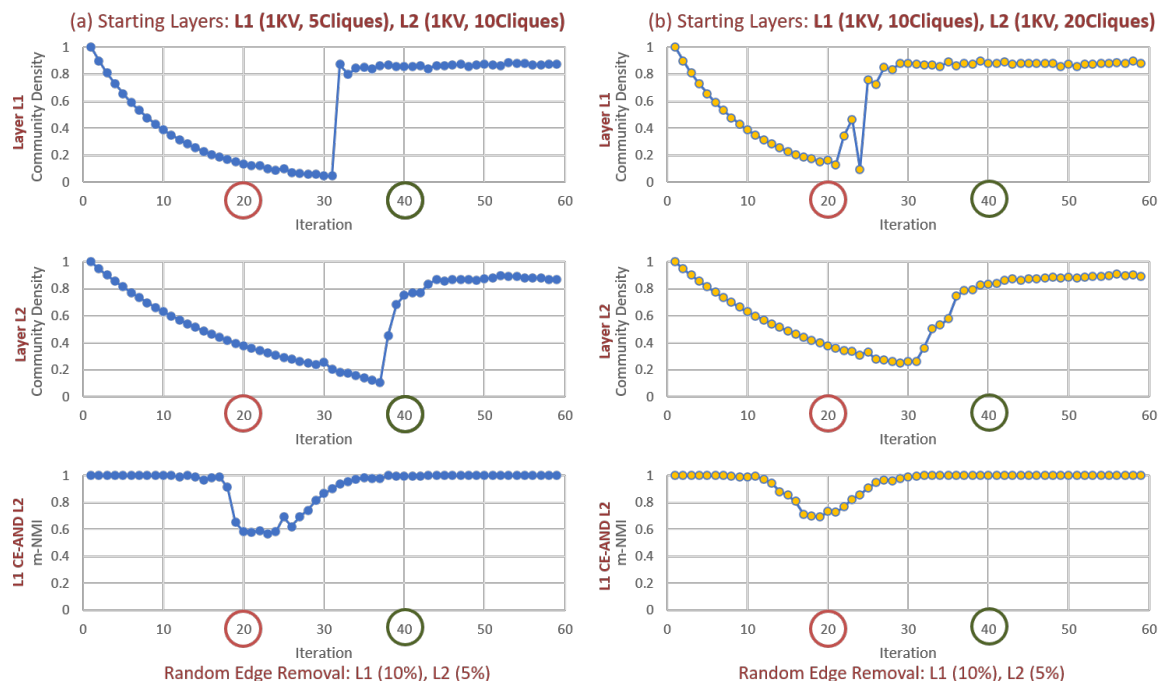 (a) Starting Layers: L1 (1KV, 5Cliques), L2 (1KV, 10Cliques)
Layer L1
Community Density
1
0.8
0.6
0.4
0.2
0
0 10 20 30 40 50 60
Iteration
Layer L2
Community Density
1
0.8
0.6
0.4
0.2
0
0 10 20 30 40 50 60
Iteration
L1 CE-AND L2
m-NMI
1
0.8
0.6
0.4
0.2
0
0 10 20 30 40 50 60
Iteration
Random Edge Removal: L1 (10%), L2 (5%)
(b) Starting Layers: L1 (1KV, 10Cliques), L2 (1KV, 20Cliques)
Layer L1
Community Density
1
0.8
0.6
0.4
0.2
0
0 10 20 30 40 50 60
Iteration
Layer L2
Community Density
1
0.8
0.6
0.4
0.2
0
0 10 20 30 40 50 60
Iteration
L1 CE-AND L2
m-NMI
1
0.8
0.6
0.4
0.2
0
0 10 20 30 40 50 60
Iteration
Random Edge Removal: L1 (10%), L2 (5%)